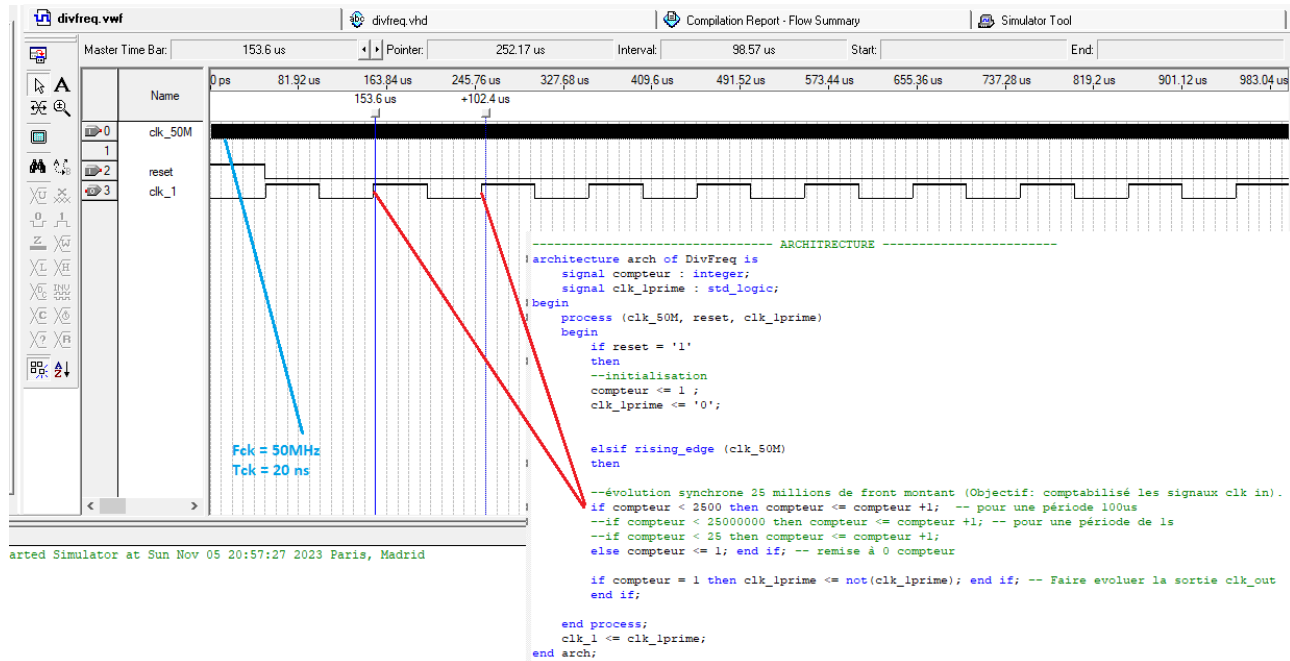 divfreq.vwf
divfreq.vhd
Compilation Report - Flow Summary
Simulator Tool
Master Time Bar: 153.6 us Pointer: 252.17 us Interval: 98.57 us Start: End:
Name
0 ps 81.92 us 163.84 us 245.76 us 327.68 us 409.6 us 491.52 us 573.44 us 655.36 us 737.28 us 819.2 us 901.12 us 983.04 us
153.6 us +102.4 us
0 clk_50M
1
2 reset
3 clk_1
-------------------------------- ARCHITRECTURE ------------------------
architecture arch of DivFreq is
signal compteur : integer;
signal clk_1prime : std_logic;
begin
process (clk_50M, reset, clk_1prime)
begin
if reset = '1'
then
--initialisation
compteur <= 1 ;
clk_1prime <= '0';
elsif rising_edge (clk_50M)
then
Fck = 50MHz
Tck = 20 ns
--évolution synchrone 25 millions de front montant (Objectif: comptabilisé les signaux clk in).
if compteur < 2500 then compteur <= compteur +1; -- pour une période 100us
--if compteur < 25000000 then compteur <= compteur +1; -- pour une période de 1s
--if compteur < 25 then compteur <= compteur +1;
else compteur <= 1; end if; -- remise à 0 compteur
if compteur = 1 then clk_1prime <= not(clk_1prime); end if; -- Faire evoluer la sortie clk_out
end if;
end process;
clk_1 <= clk_1prime;
end arch;
arted Simulator at Sun Nov 05 20:57:27 2023 Paris, Madrid